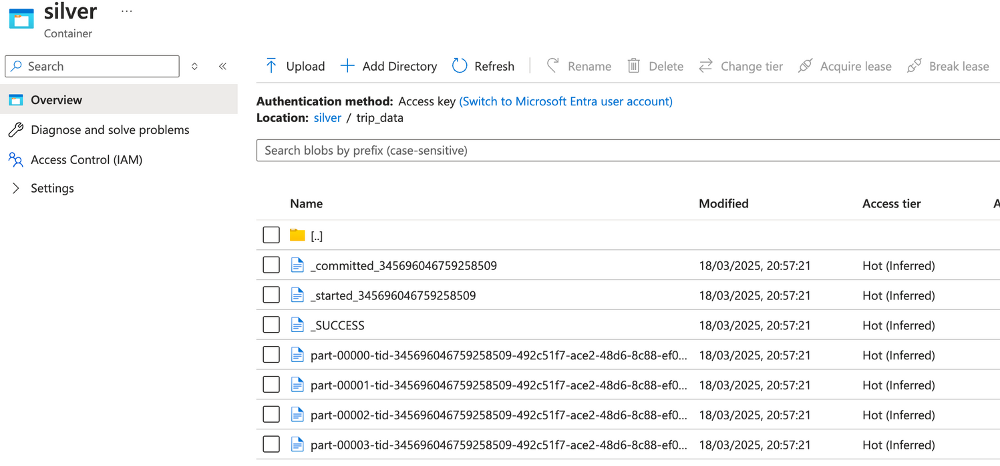 silver ...
Container
Search
Overview
Diagnose and solve problems
Access Control (IAM)
Settings
Upload Add Directory Refresh Rename Delete Change tier Acquire lease Break lease
Authentication method: Access key (Switch to Microsoft Entra user account)
Location: silver / trip_data
Search blobs by prefix (case-sensitive)
Name Modified Access tier A
[..]
_committed_345696046759258509 18/03/2025, 20:57:21 Hot (Inferred)
_started_345696046759258509 18/03/2025, 20:57:21 Hot (Inferred)
_SUCCESS 18/03/2025, 20:57:21 Hot (Inferred)
part-00000-tid-345696046759258509-492c51f7-ace2-48d6-8c88-ef0... 18/03/2025, 20:57:21 Hot (Inferred)
part-00001-tid-345696046759258509-492c51f7-ace2-48d6-8c88-ef0... 18/03/2025, 20:57:21 Hot (Inferred)
part-00002-tid-345696046759258509-492c51f7-ace2-48d6-8c88-ef0... 18/03/2025, 20:57:21 Hot (Inferred)
part-00003-tid-345696046759258509-492c51f7-ace2-48d6-8c88-ef0... 18/03/2025, 20:57:21 Hot (Inferred)